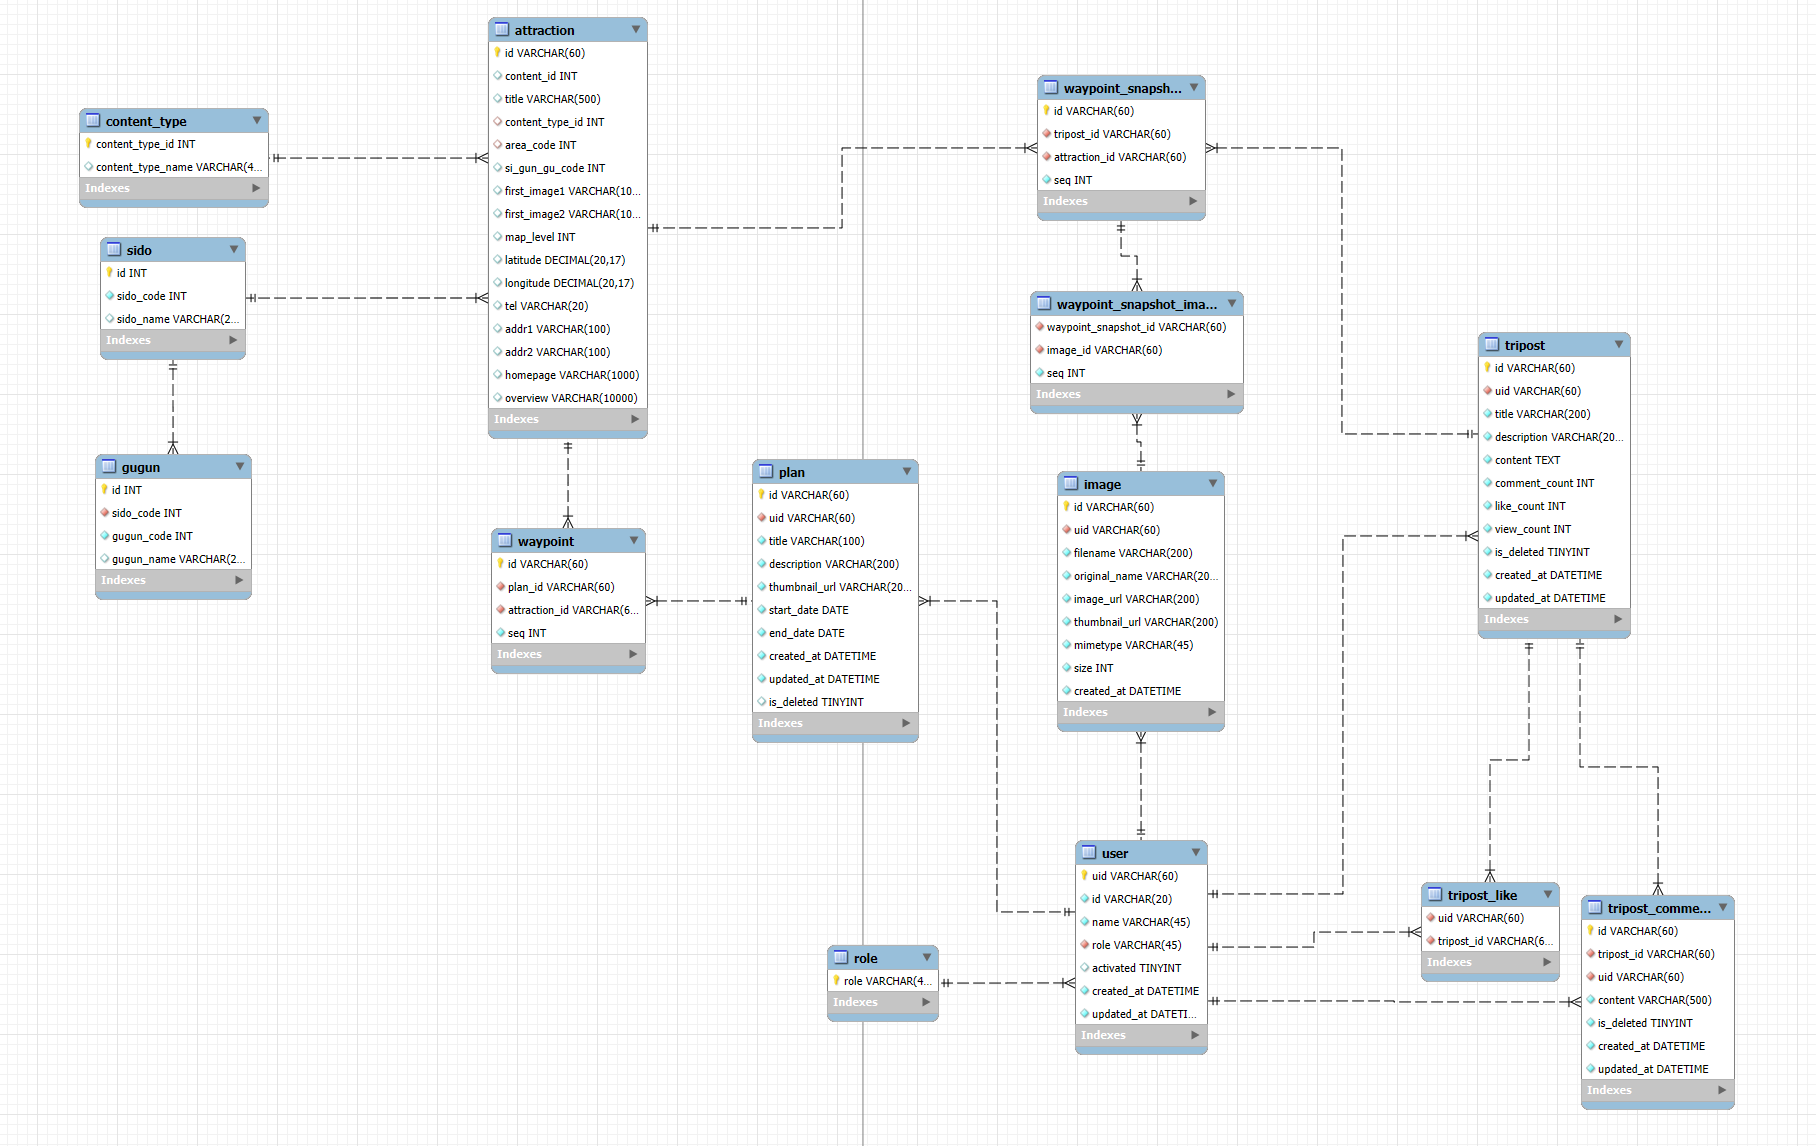 content_type
content_type_id INT
content_type_name VARCHAR(4...
Indexes
sido
id INT
sido_code INT
sido_name VARCHAR(2...
Indexes
gugun
id INT
sido_code INT
gugun_code INT
gugun_name VARCHAR(2...
Indexes
attraction
id VARCHAR(60)
content_id INT
title VARCHAR(500)
content_type_id INT
area_code INT
si_gun_gu_code INT
first_image1 VARCHAR(10...
first_image2 VARCHAR(10...
map_level INT
latitude DECIMAL(20,17)
longitude DECIMAL(20,17)
tel VARCHAR(20)
addr1 VARCHAR(100)
addr2 VARCHAR(100)
homepage VARCHAR(1000)
overview VARCHAR(10000)
Indexes
waypoint
id VARCHAR(60)
plan_id VARCHAR(60)
attraction_id VARCHAR(6...
seq INT
Indexes
plan
id VARCHAR(60)
uid VARCHAR(60)
title VARCHAR(100)
description VARCHAR(200)
thumbnail_url VARCHAR(20...
start_date DATE
end_date DATE
created_at DATETIME
updated_at DATETIME
is_deleted TINYINT
Indexes
waypoint_snapsh...
id VARCHAR(60)
tripost_id VARCHAR(60)
attraction_id VARCHAR(60)
seq INT
Indexes
waypoint_snapshot_ima...
waypoint_snapshot_id VARCHAR(60)
image_id VARCHAR(60)
seq INT
Indexes
image
id VARCHAR(60)
uid VARCHAR(60)
filename VARCHAR(200)
original_name VARCHAR(20...
image_url VARCHAR(200)
thumbnail_url VARCHAR(200)
mimetype VARCHAR(45)
size INT
created_at DATETIME
Indexes
tripost
id VARCHAR(60)
uid VARCHAR(60)
title VARCHAR(200)
description VARCHAR(20...
content TEXT
comment_count INT
like_count INT
view_count INT
is_deleted TINYINT
created_at DATETIME
updated_at DATETIME
Indexes
role
role VARCHAR(4...
Indexes
user
uid VARCHAR(60)
id VARCHAR(20)
name VARCHAR(45)
role VARCHAR(45)
activated TINYINT
created_at DATETIME
updated_at DATETI...
Indexes
tripost_like
uid VARCHAR(60)
tripost_id VARCHAR(6...
Indexes
tripost_comme...
id VARCHAR(60)
tripost_id VARCHAR(60)
uid VARCHAR(60)
content VARCHAR(500)
is_deleted TINYINT
created_at DATETIME
updated_at DATETIME
Indexes